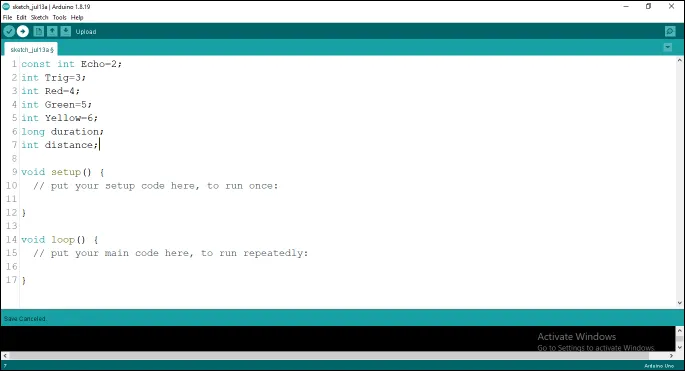 sketch_jul13a | Arduino 1.8.19
File Edit Sketch Tools Help
Upload
sketch_jul13a §
1 const int Echo=2;
2 int Trig=3;
3 int Red=4;
4 int Green=5;
5 int Yellow=6;
6 long duration;
7 int distance;
8
9 void setup() {
10 // put your setup code here, to run once:
11
12 }
13
14 void loop() {
15 // put your main code here, to run repeatedly:
16
17 }
Save Canceled.
Activate Windows
Go to Settings to activate Windows.
7
Arduino Uno